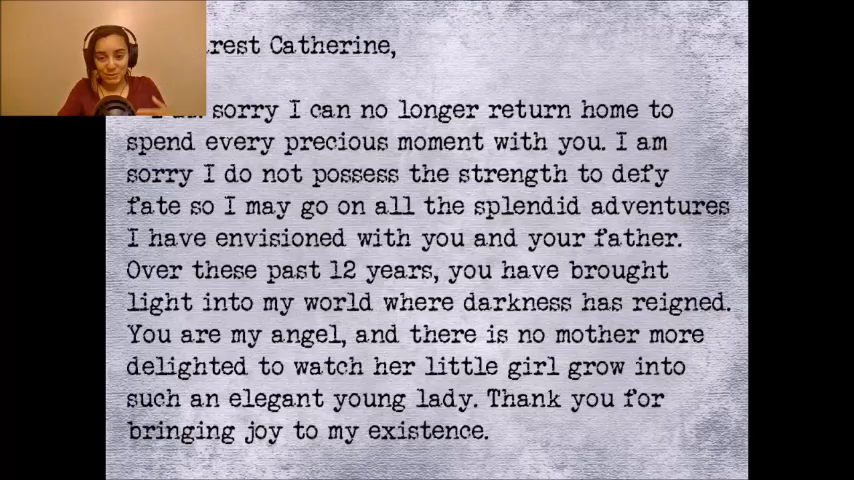 rest Catherine,
sorry I can no longer return home to
spend every precious moment with you. I am
sorry I do not possess the strength to defy
fate so I may go on all the splendid adventures
I have envisioned with you and your father.
Over these past 12 years, you have brought
light into my world where darkness has reigned.
You are my angel, and there is no mother more
delighted to watch her little girl grow into
such an elegant young lady. Thank you for
bringing joy to my existence.